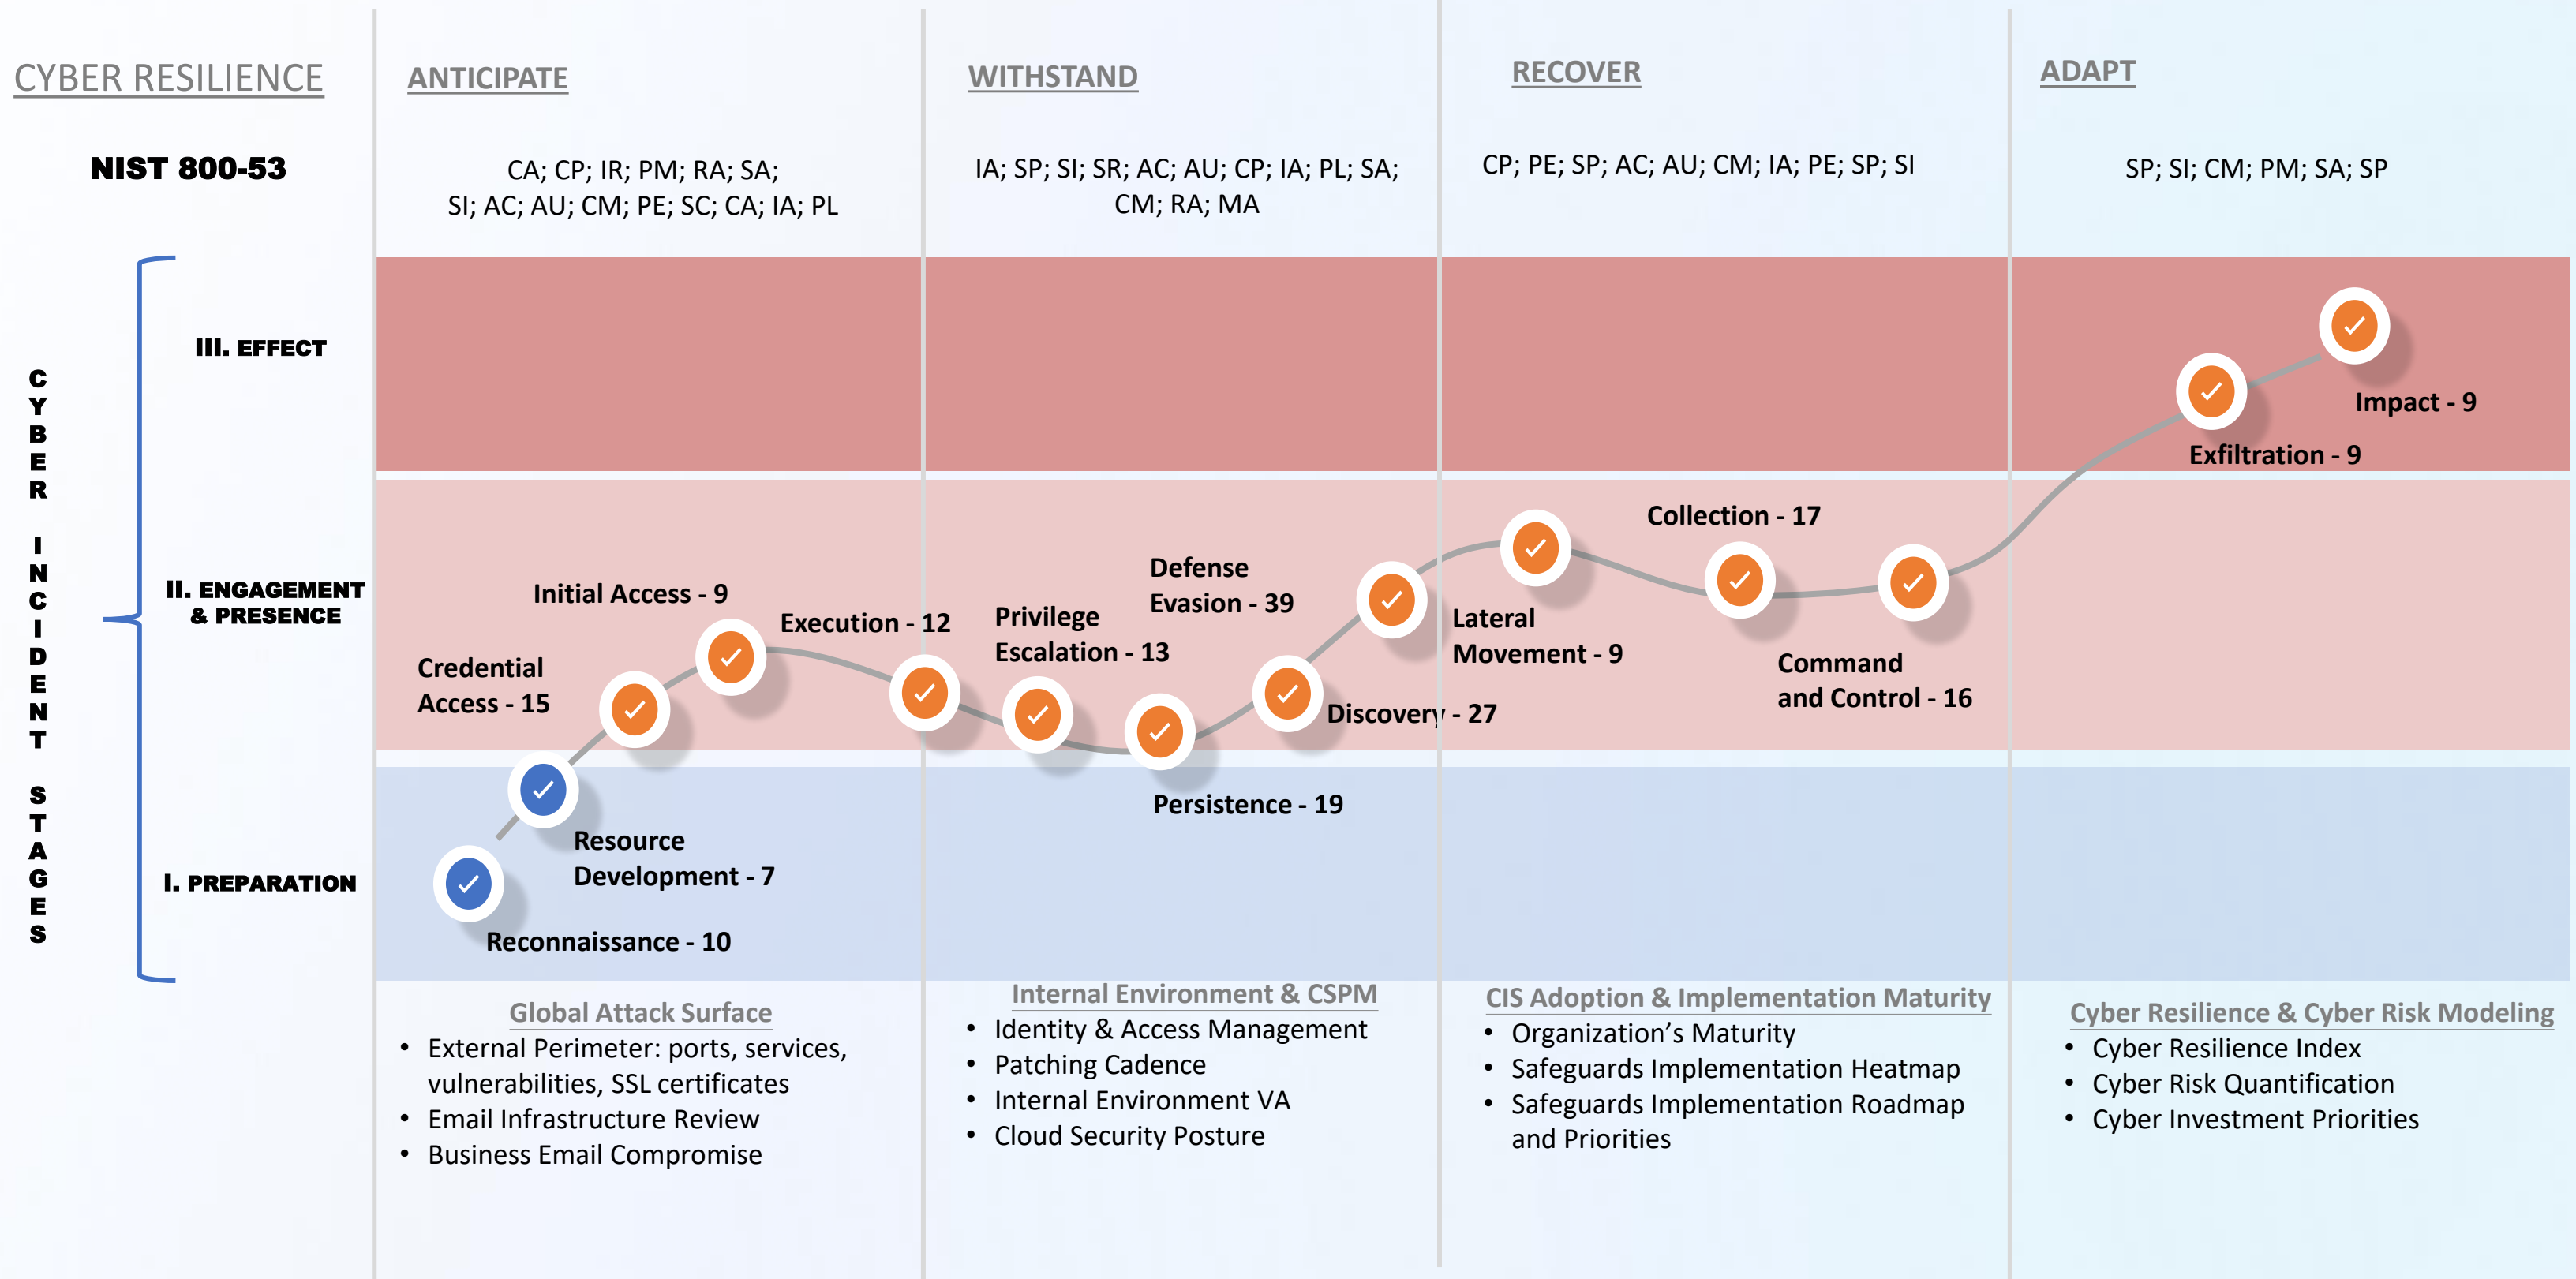 CYBER RESILIENCE
ANTICIPATE
WITHSTAND
RECOVER
ADAPT
NIST 800-53
CA; CP; IR; PM; RA; SA;
SI; AC; AU; CM; PE; SC; CA; IA; PL
IA; SP; SI; SR; AC; AU; CP; IA; PL; SA;
CM; RA; MA
CP; PE; SP; AC; AU; CM; IA; PE; SP; SI
SP; SI; CM; PM; SA; SP
CYBER INCIDENT STAGES
III. EFFECT
Impact - 9
Exfiltration - 9
II. ENGAGEMENT
& PRESENCE
Credential
Access - 15
Initial Access - 9
Execution - 12
Privilege
Escalation - 13
Defense
Evasion - 39
Persistence - 19
Discovery - 27
Lateral
Movement - 9
Collection - 17
Command
and Control - 16
I. PREPARATION
Resource
Development - 7
Reconnaissance - 10
Global Attack Surface
• External Perimeter: ports, services,
vulnerabilities, SSL certificates
• Email Infrastructure Review
• Business Email Compromise
Internal Environment & CSPM
• Identity & Access Management
• Patching Cadence
• Internal Environment VA
• Cloud Security Posture
CIS Adoption & Implementation Maturity
• Organization’s Maturity
• Safeguards Implementation Heatmap
• Safeguards Implementation Roadmap
and Priorities
Cyber Resilience & Cyber Risk Modeling
• Cyber Resilience Index
• Cyber Risk Quantification
• Cyber Investment Priorities